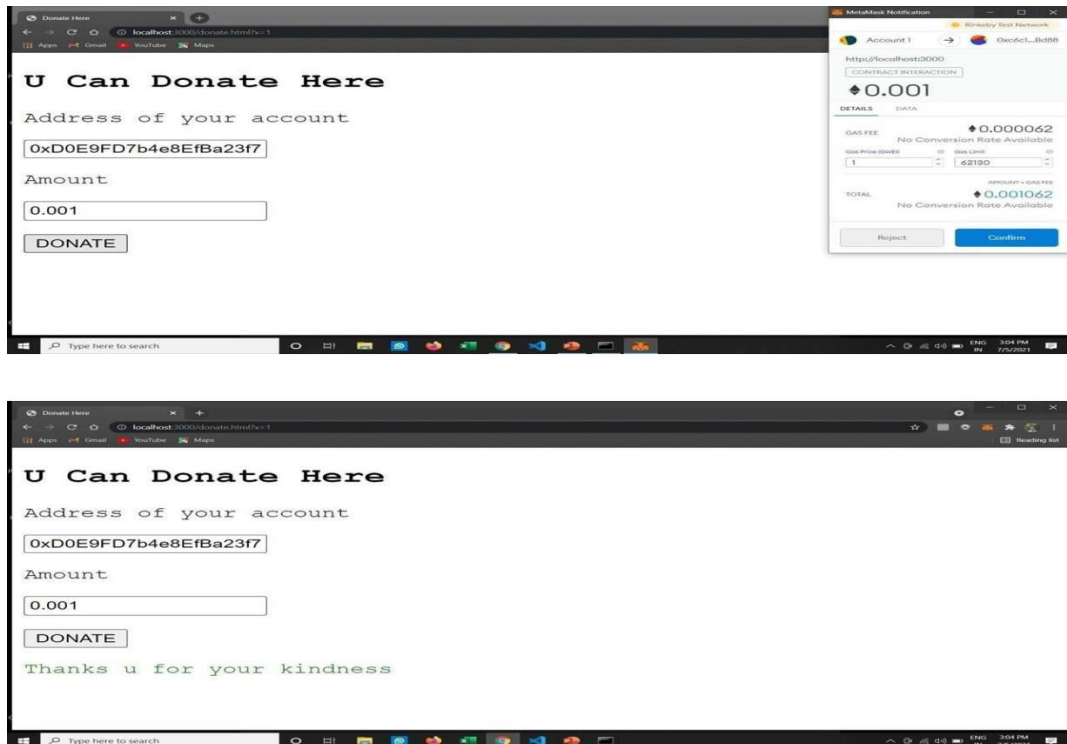 Donate Here
MetaMask Notification
localhost:3000/donate.html?x=1
Rinkeby Test Network
Apps Gmail YouTube Maps
Account 1
http://localhost:3000
CONTRACT INTERACTION
0.001
DETAILS DATA
GAS FEE 0.000062
No Conversion Rate Available
Gas Price (GWEI) Gas Limit
1 62130
AMOUNT + GAS FEE
TOTAL 0.001062
No Conversion Rate Available
Reject Confirm
U Can Donate Here
Address of your account
0xD0E9FD7b4e8EfBa23f7
Amount
0.001
DONATE
Type here to search
ENG 3:04 PM
IN 7/5/2021
Donate Here
localhost:3000/donate.html?x=1
Apps Gmail YouTube Maps
Reading list
U Can Donate Here
Address of your account
0xD0E9FD7b4e8EfBa23f7
Amount
0.001
DONATE
Thanks u for your kindness
Type here to search
ENG 3:04 PM